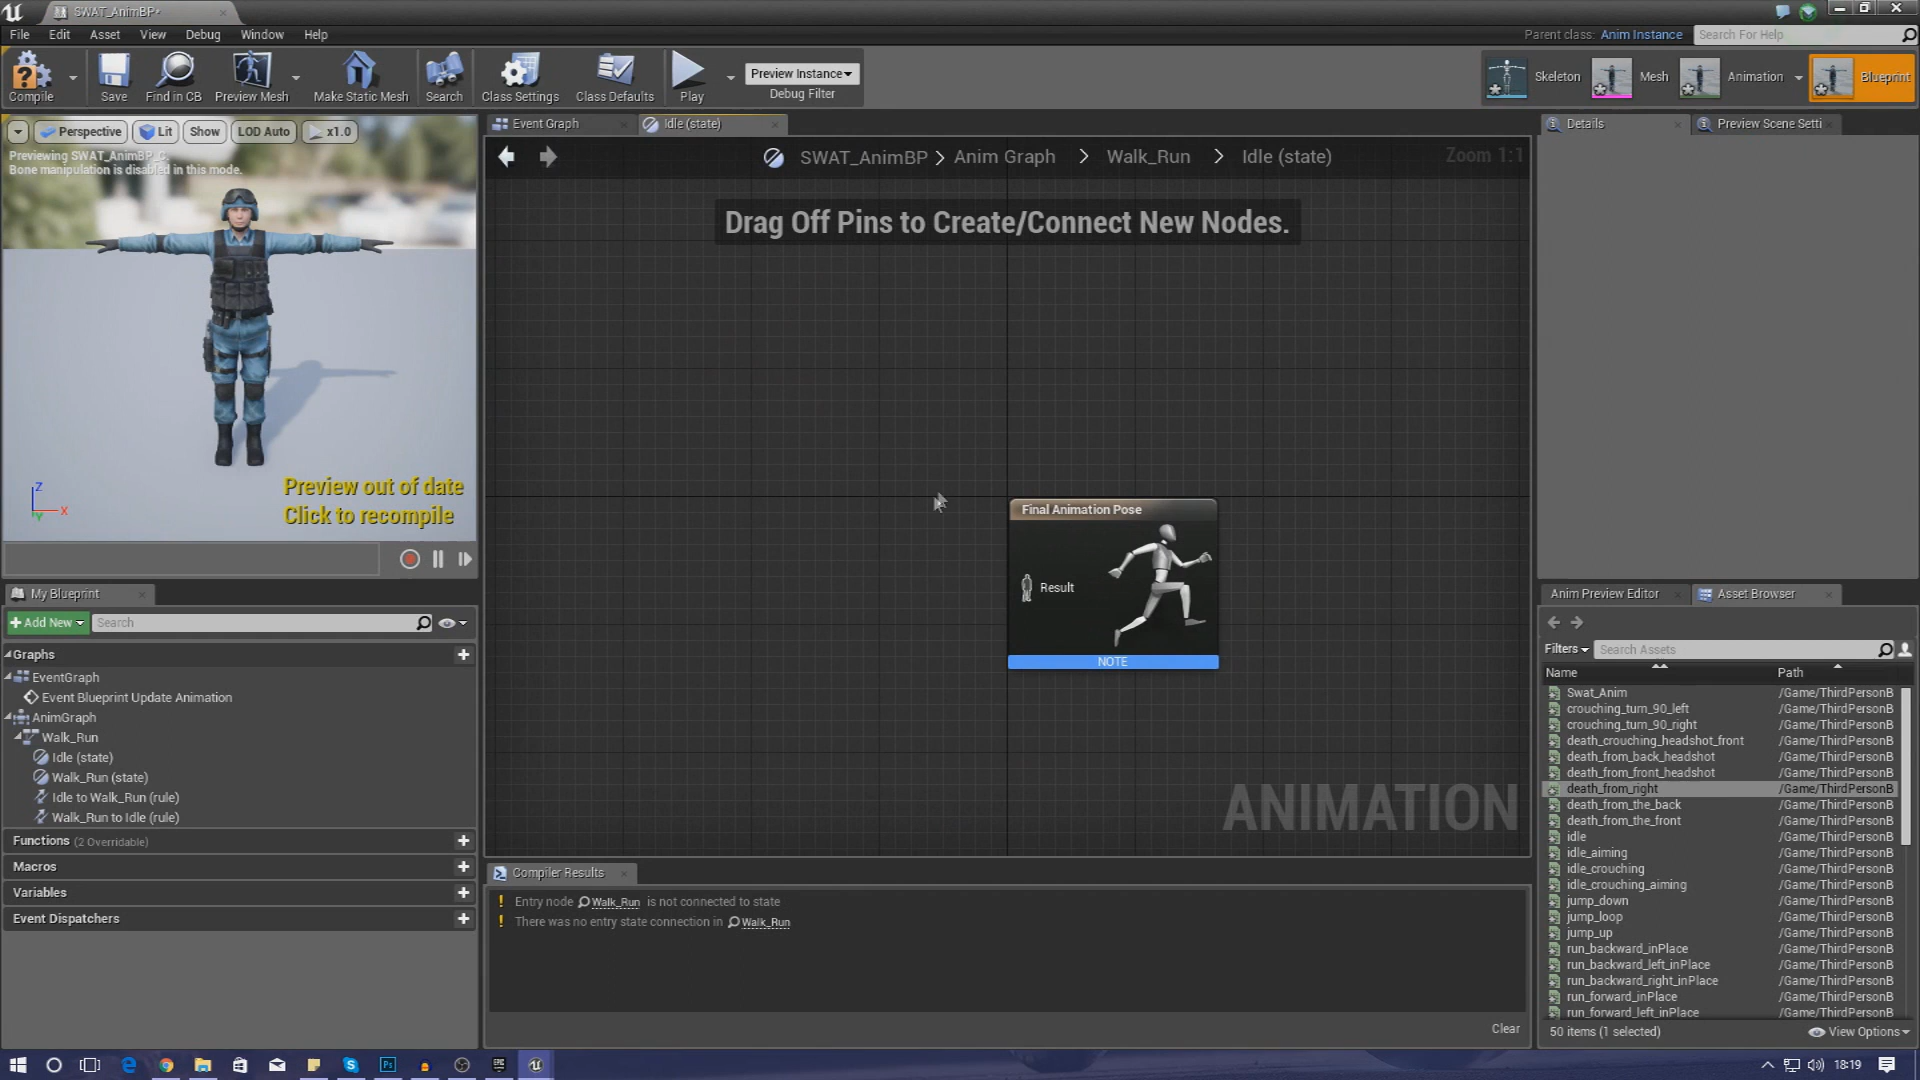 SWAT_AnimBP*
File Edit Asset View Debug Window Help
Parent class: Anim Instance
Search For Help
Compile
Save
Find in CB
Preview Mesh
Make Static Mesh
Search
Class Settings
Class Defaults
Play
Preview Instance
Debug Filter
Skeleton
Mesh
Animation
Blueprint
Perspective
Lit
Show
LOD Auto
x1.0
Previewing SWAT_AnimBP_C.
Bone manipulation is disabled in this mode.
Preview out of date
Click to recompile
Z
X
Y
Event Graph
Idle (state)
SWAT_AnimBP > Anim Graph > Walk_Run > Idle (state)
Zoom 1:1
Drag Off Pins to Create/Connect New Nodes.
Final Animation Pose
Result
NOTE
ANIMATION
My Blueprint
Add New
Search
Graphs
EventGraph
Event Blueprint Update Animation
AnimGraph
Walk_Run
Idle (state)
Walk_Run (state)
Idle to Walk_Run (rule)
Walk_Run to Idle (rule)
Functions (2 Overridable)
Macros
Variables
Event Dispatchers
Compiler Results
Entry node Walk_Run is not connected to state
There was no entry state connection in Walk_Run
Clear
Details
Preview Scene Setti
Anim Preview Editor
Asset Browser
Filters
Search Assets
Name Path
Swat_Anim /Game/ThirdPersonB
crouching_turn_90_left /Game/ThirdPersonB
crouching_turn_90_right /Game/ThirdPersonB
death_crouching_headshot_front /Game/ThirdPersonB
death_from_back_headshot /Game/ThirdPersonB
death_from_front_headshot /Game/ThirdPersonB
death_from_right /Game/ThirdPersonB
death_from_the_back /Game/ThirdPersonB
death_from_the_front /Game/ThirdPersonB
idle /Game/ThirdPersonB
idle_aiming /Game/ThirdPersonB
idle_crouching /Game/ThirdPersonB
idle_crouching_aiming /Game/ThirdPersonB
jump_down /Game/ThirdPersonB
jump_loop /Game/ThirdPersonB
jump_up /Game/ThirdPersonB
run_backward_inPlace /Game/ThirdPersonB
run_backward_left_inPlace /Game/ThirdPersonB
run_backward_right_inPlace /Game/ThirdPersonB
run_forward_inPlace /Game/ThirdPersonB
run_forward_left_inPlace /Game/ThirdPersonB
50 items (1 selected)
View Options
18:19